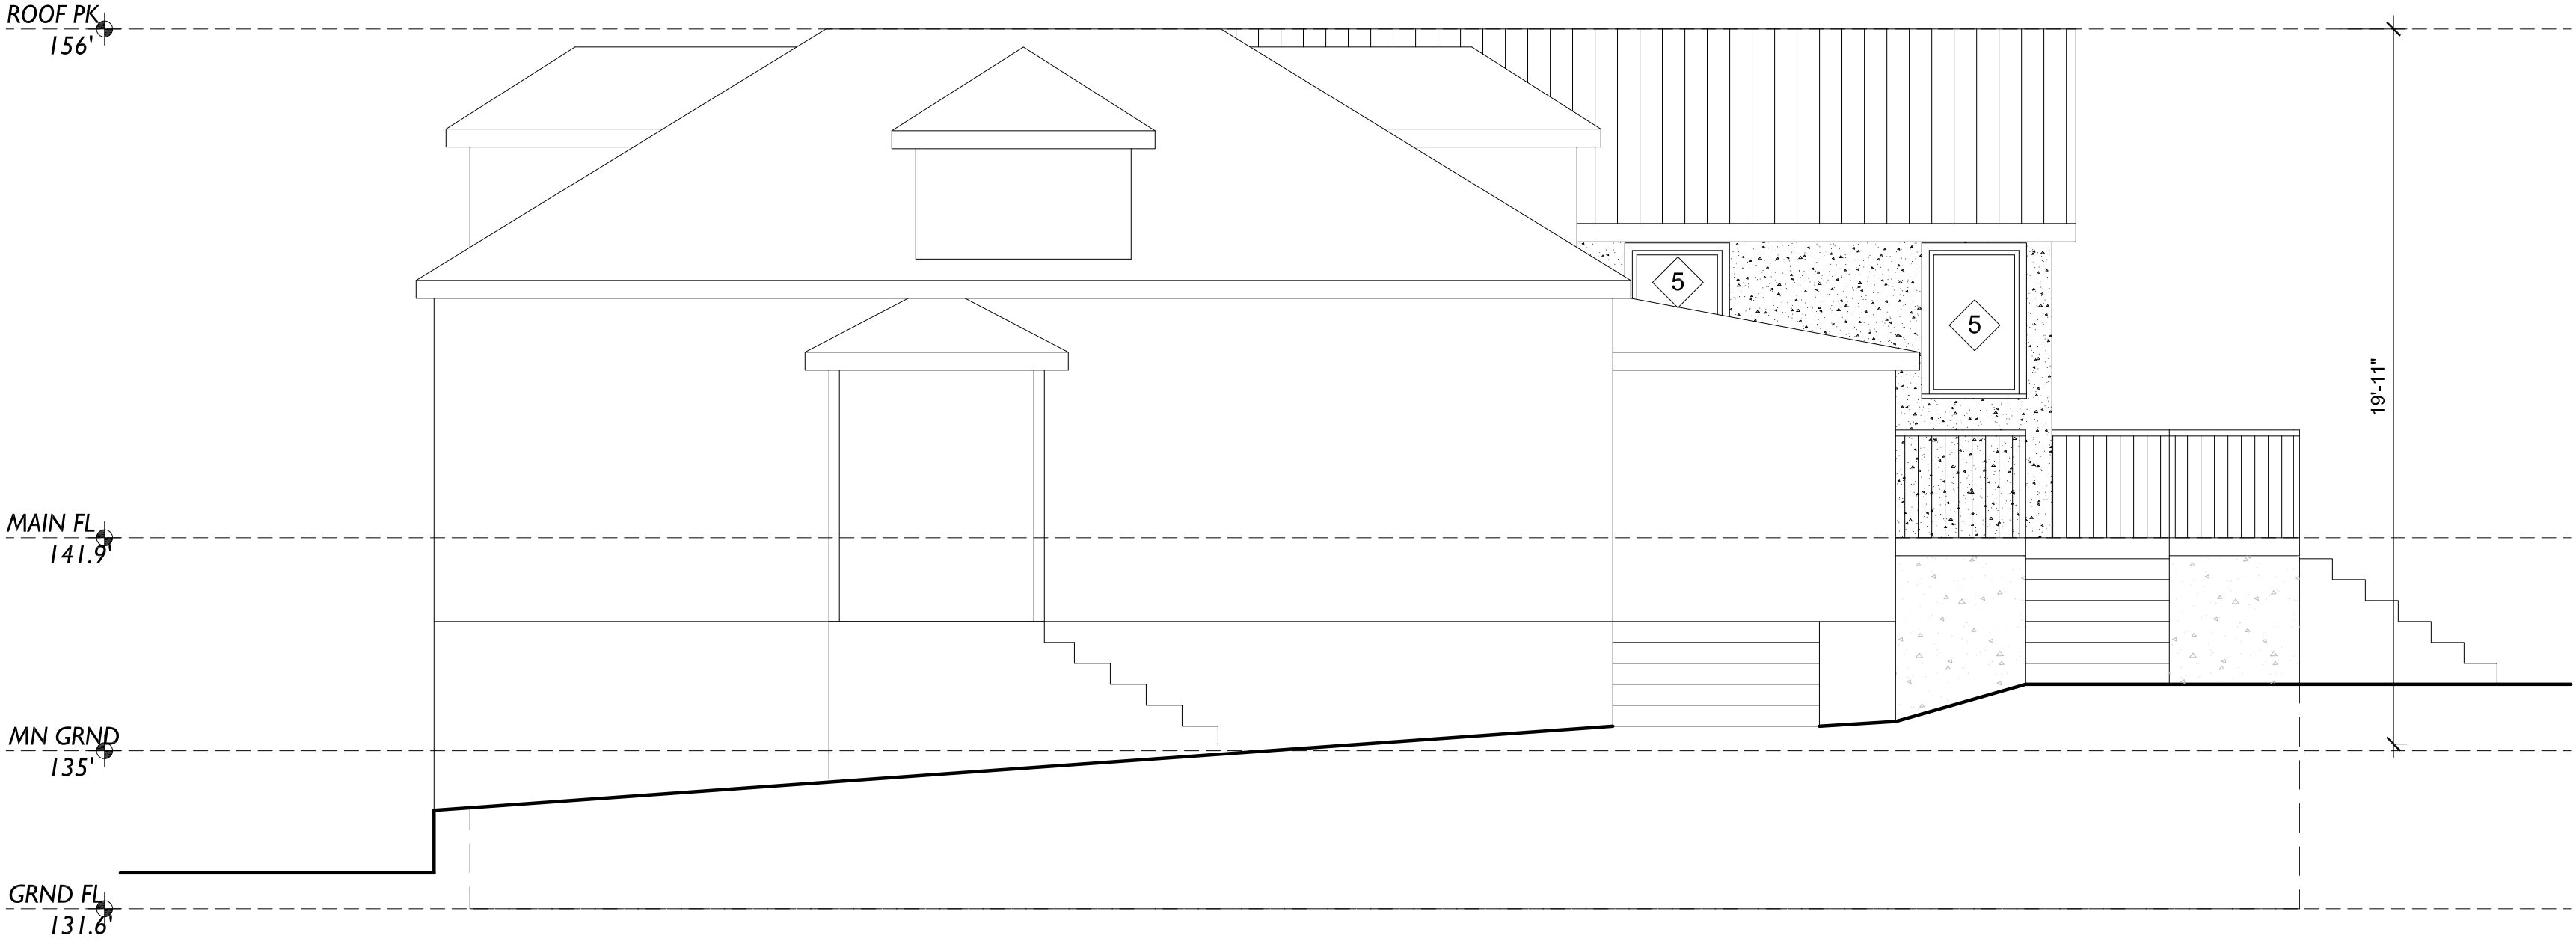 ROOF PK
156'
5
5
19'-11"
MAIN FL
141.9'
MN GRND
135'
GRND FL
131.6'